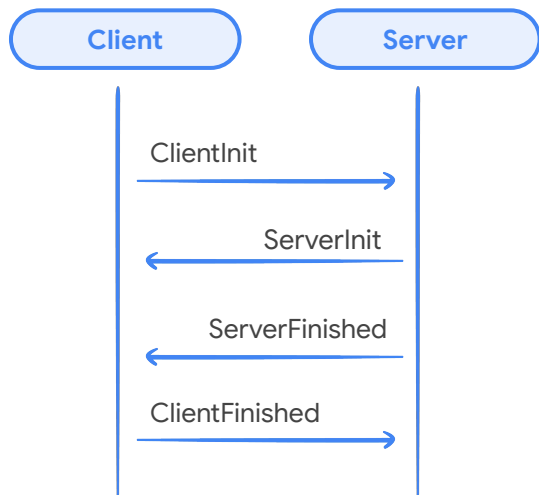 Client
Server
ClientInit
ServerInit
ServerFinished
ClientFinished